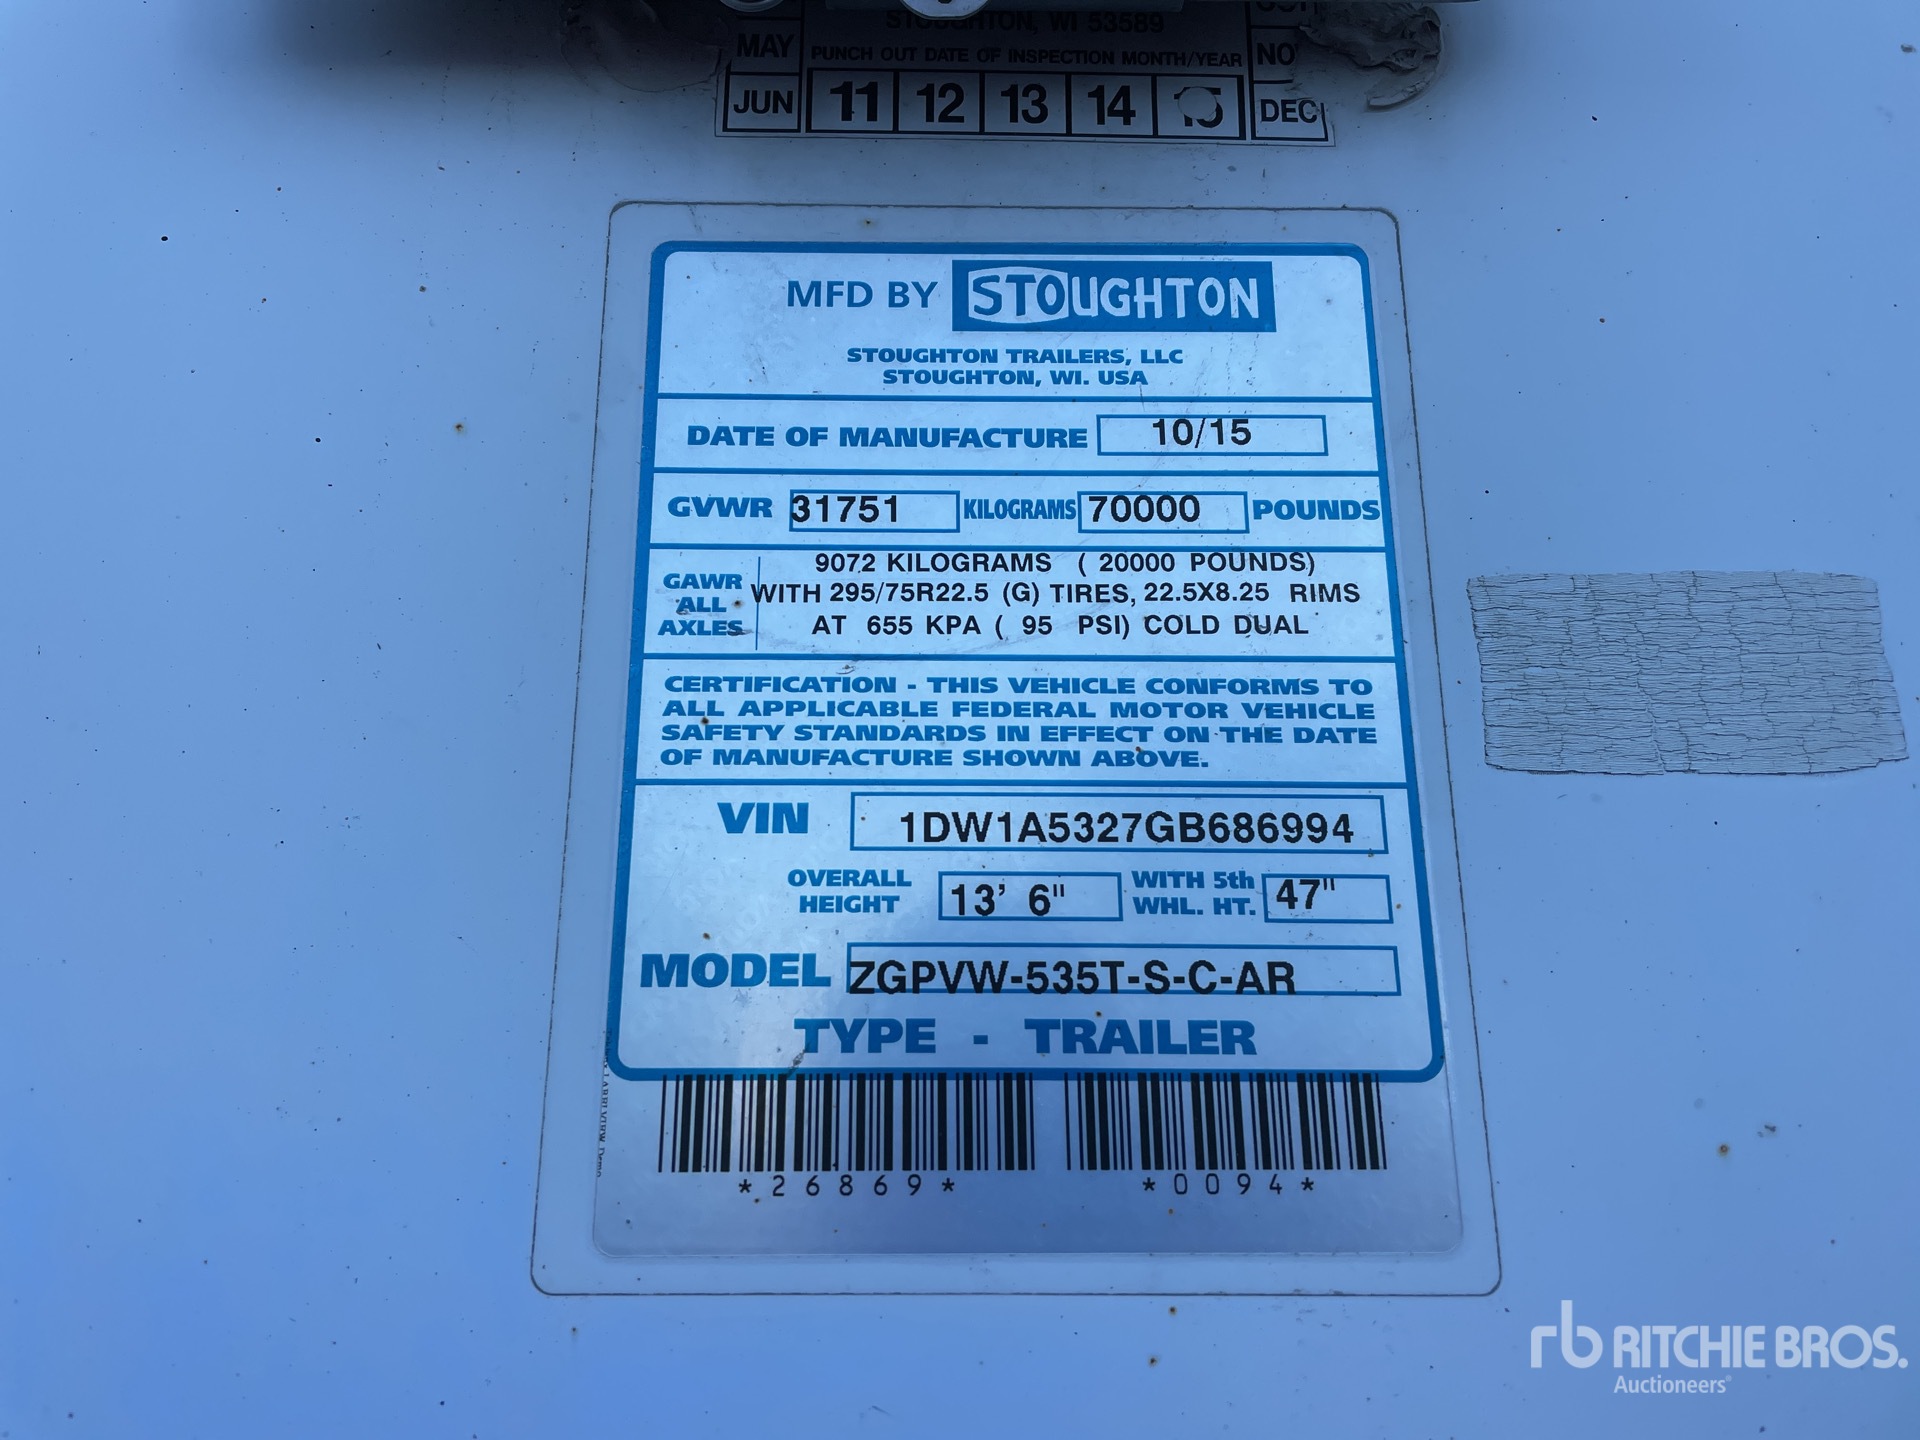 STOUGHTON, WI 53589
MAY PUNCH OUT DATE OF INSPECTION MONTH/YEAR
JUN 11 12 13 14 15 DEC
MFD BY STOUGHTON
STOUGHTON TRAILERS, LLC
STOUGHTON, WI. USA
DATE OF MANUFACTURE 10/15
GVWR 31751 KILOGRAMS 70000 POUNDS
GAWR ALL AXLES
9072 KILOGRAMS ( 20000 POUNDS)
WITH 295/75R22.5 (G) TIRES, 22.5X8.25 RIMS
AT 655 KPA ( 95 PSI) COLD DUAL
CERTIFICATION - THIS VEHICLE CONFORMS TO
ALL APPLICABLE FEDERAL MOTOR VEHICLE
SAFETY STANDARDS IN EFFECT ON THE DATE
OF MANUFACTURE SHOWN ABOVE.
VIN 1DW1A5327GB686994
OVERALL HEIGHT 13' 6" WITH 5th WHL. HT. 47"
MODEL ZGPVW-535T-S-C-AR
TYPE - TRAILER
*26869* *0094*
rb RITCHIE BROS.
Auctioneers